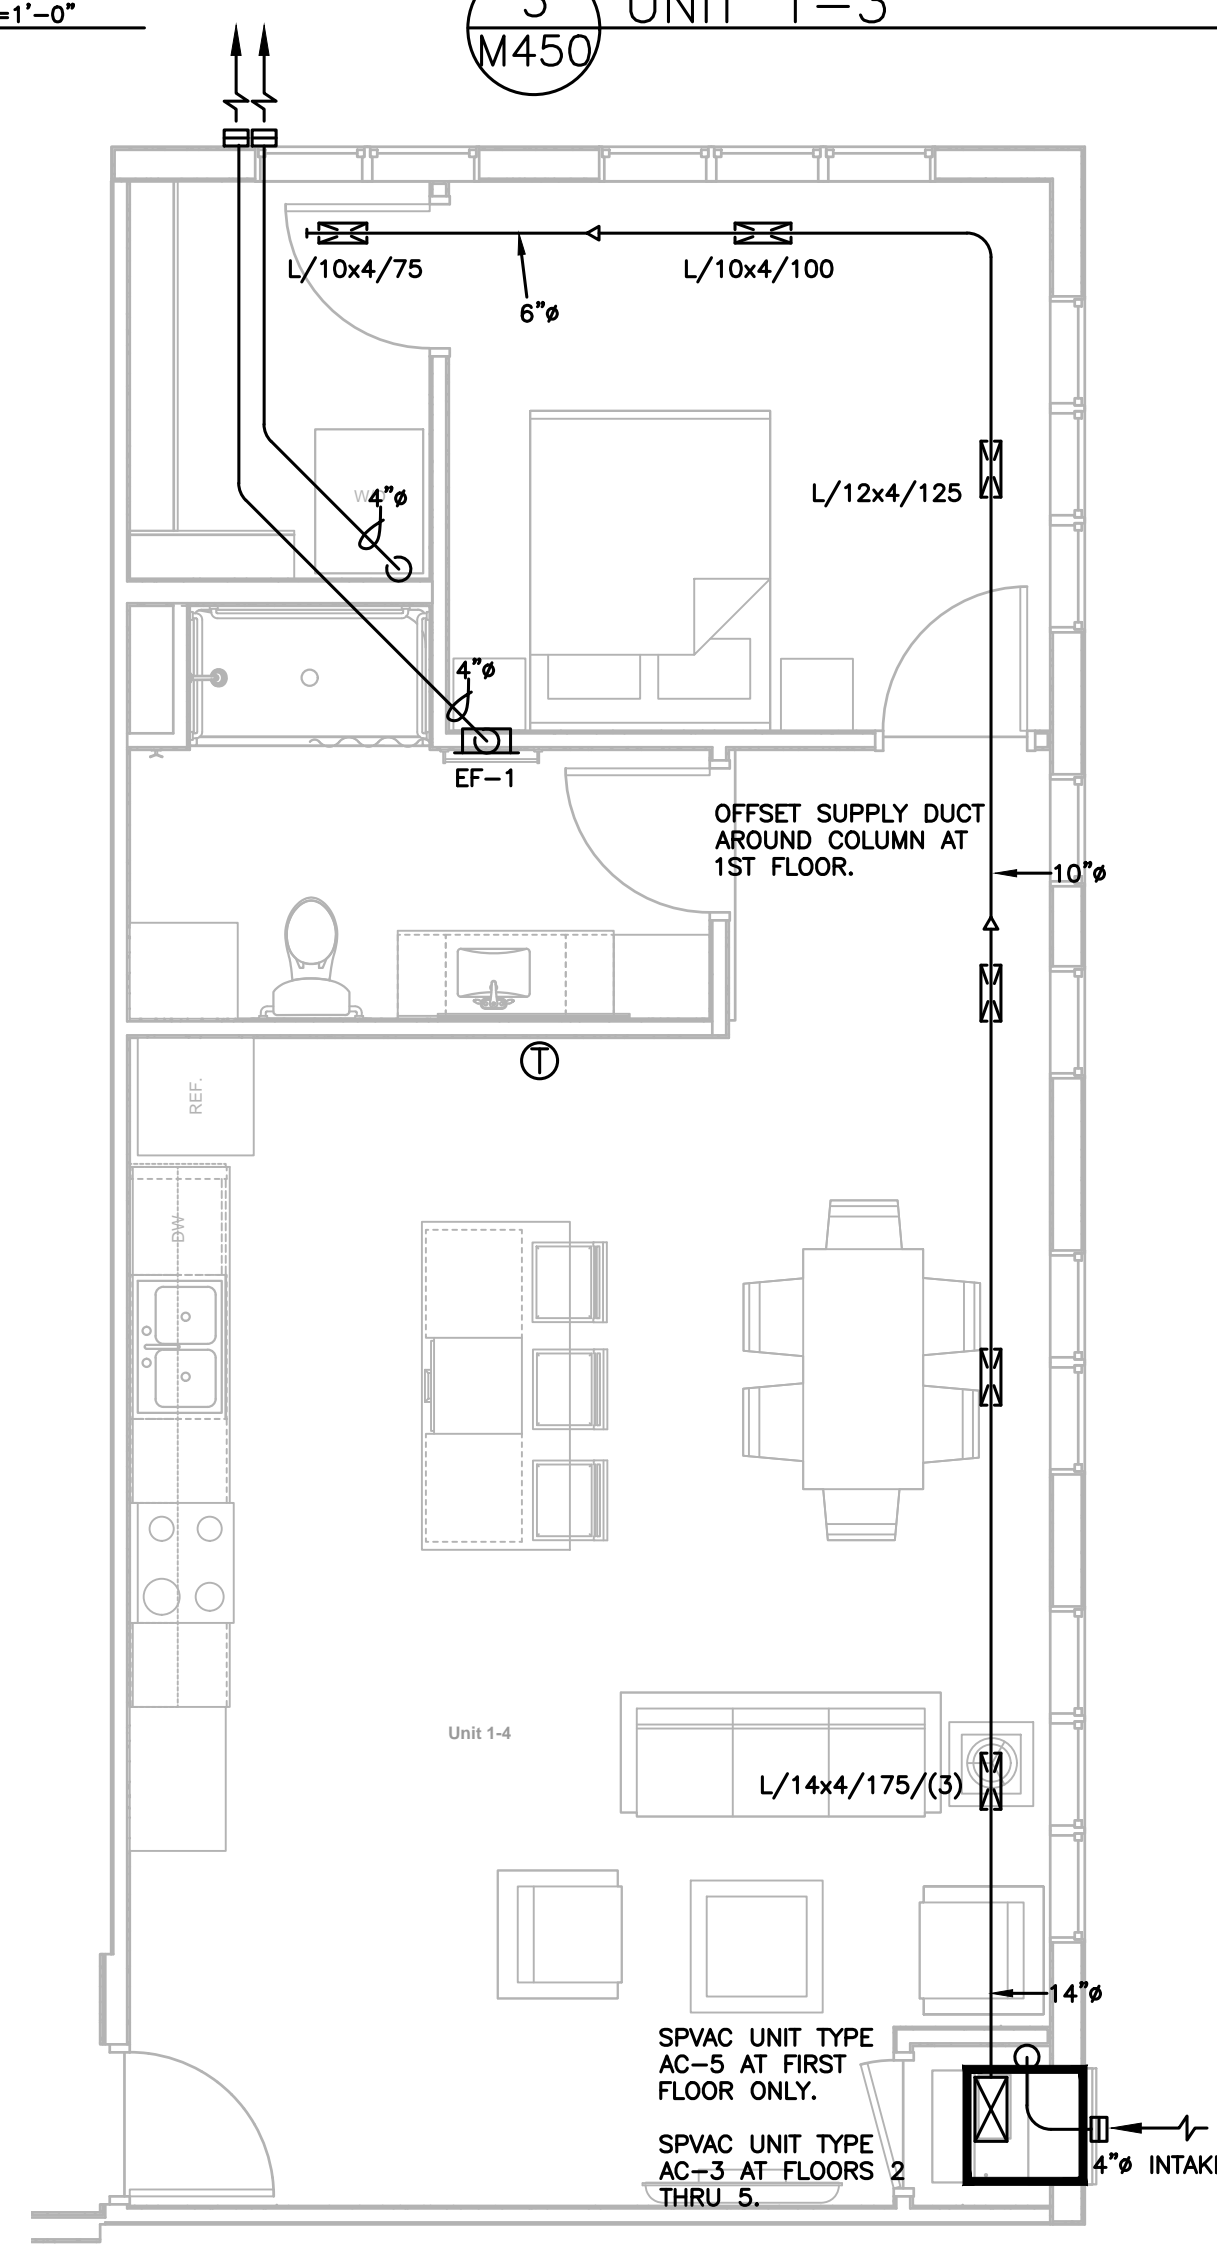 =1'-0"
3
M450
UNIT 1-3
L/10x4/75
L/10x4/100
6"ø
L/12x4/125
4"ø
4"ø
EF-1
OFFSET SUPPLY DUCT
AROUND COLUMN AT
1ST FLOOR.
10"ø
T
REF.
DW
Unit 1-4
L/14x4/175/(3)
14"ø
SPVAC UNIT TYPE
AC-5 AT FIRST
FLOOR ONLY.
SPVAC UNIT TYPE
AC-3 AT FLOORS 2
THRU 5.
4"ø